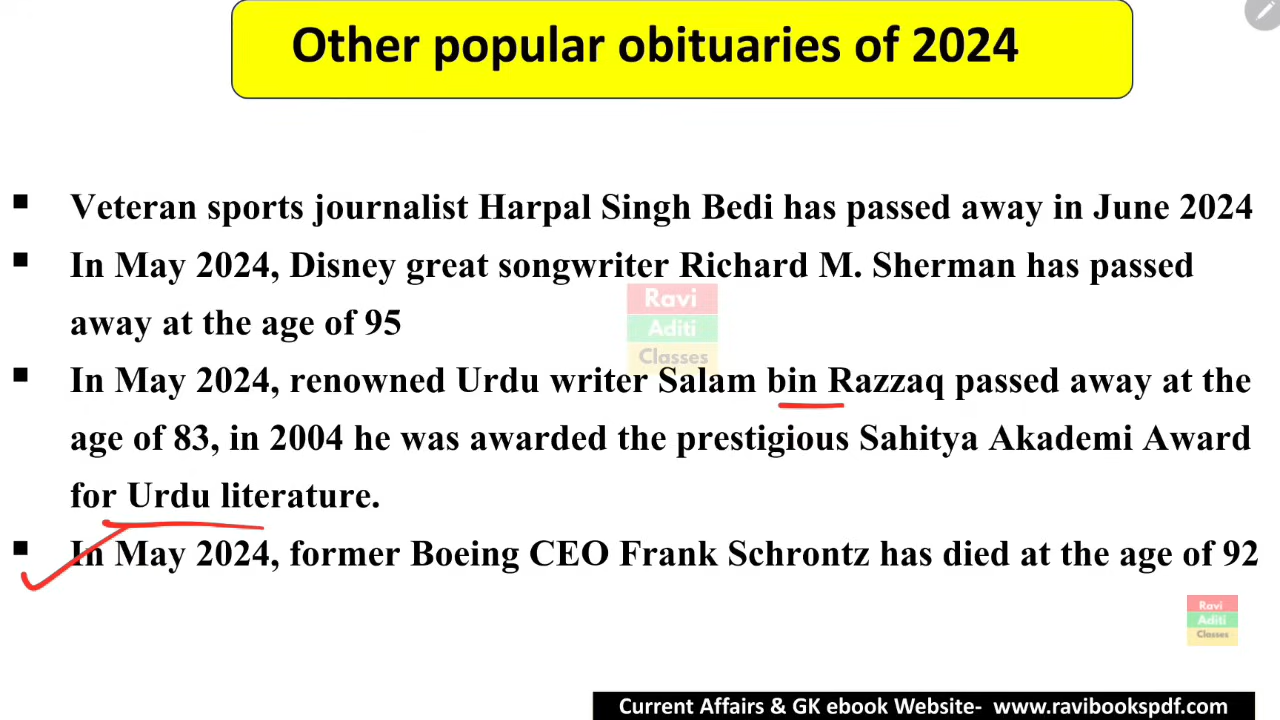 Other popular obituaries of 2024
▪ Veteran sports journalist Harpal Singh Bedi has passed away in June 2024
▪ In May 2024, Disney great songwriter Richard M. Sherman has passed
away at the age of 95
Ravi
Aditi
Classes
▪ In May 2024, renowned Urdu writer Salam bin Razzaq passed away at the
age of 83, in 2004 he was awarded the prestigious Sahitya Akademi Award
for Urdu literature.
▪ In May 2024, former Boeing CEO Frank Schrontz has died at the age of 92
Ravi
Aditi
Classes
Current Affairs & GK ebook Website- www.ravibookspdf.com